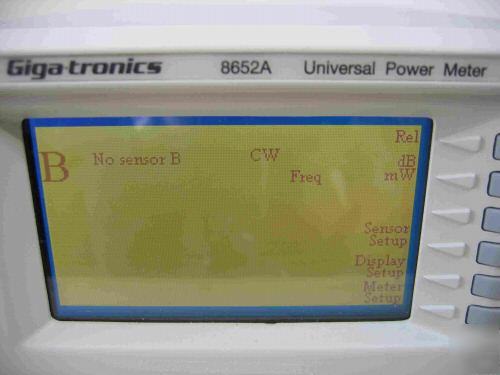 Giga-tronics 8652A Universal Power Meter
Rel
B No sensor B CW dB
Freq mW
Sensor
Setup
Display
Setup
Meter
Setup